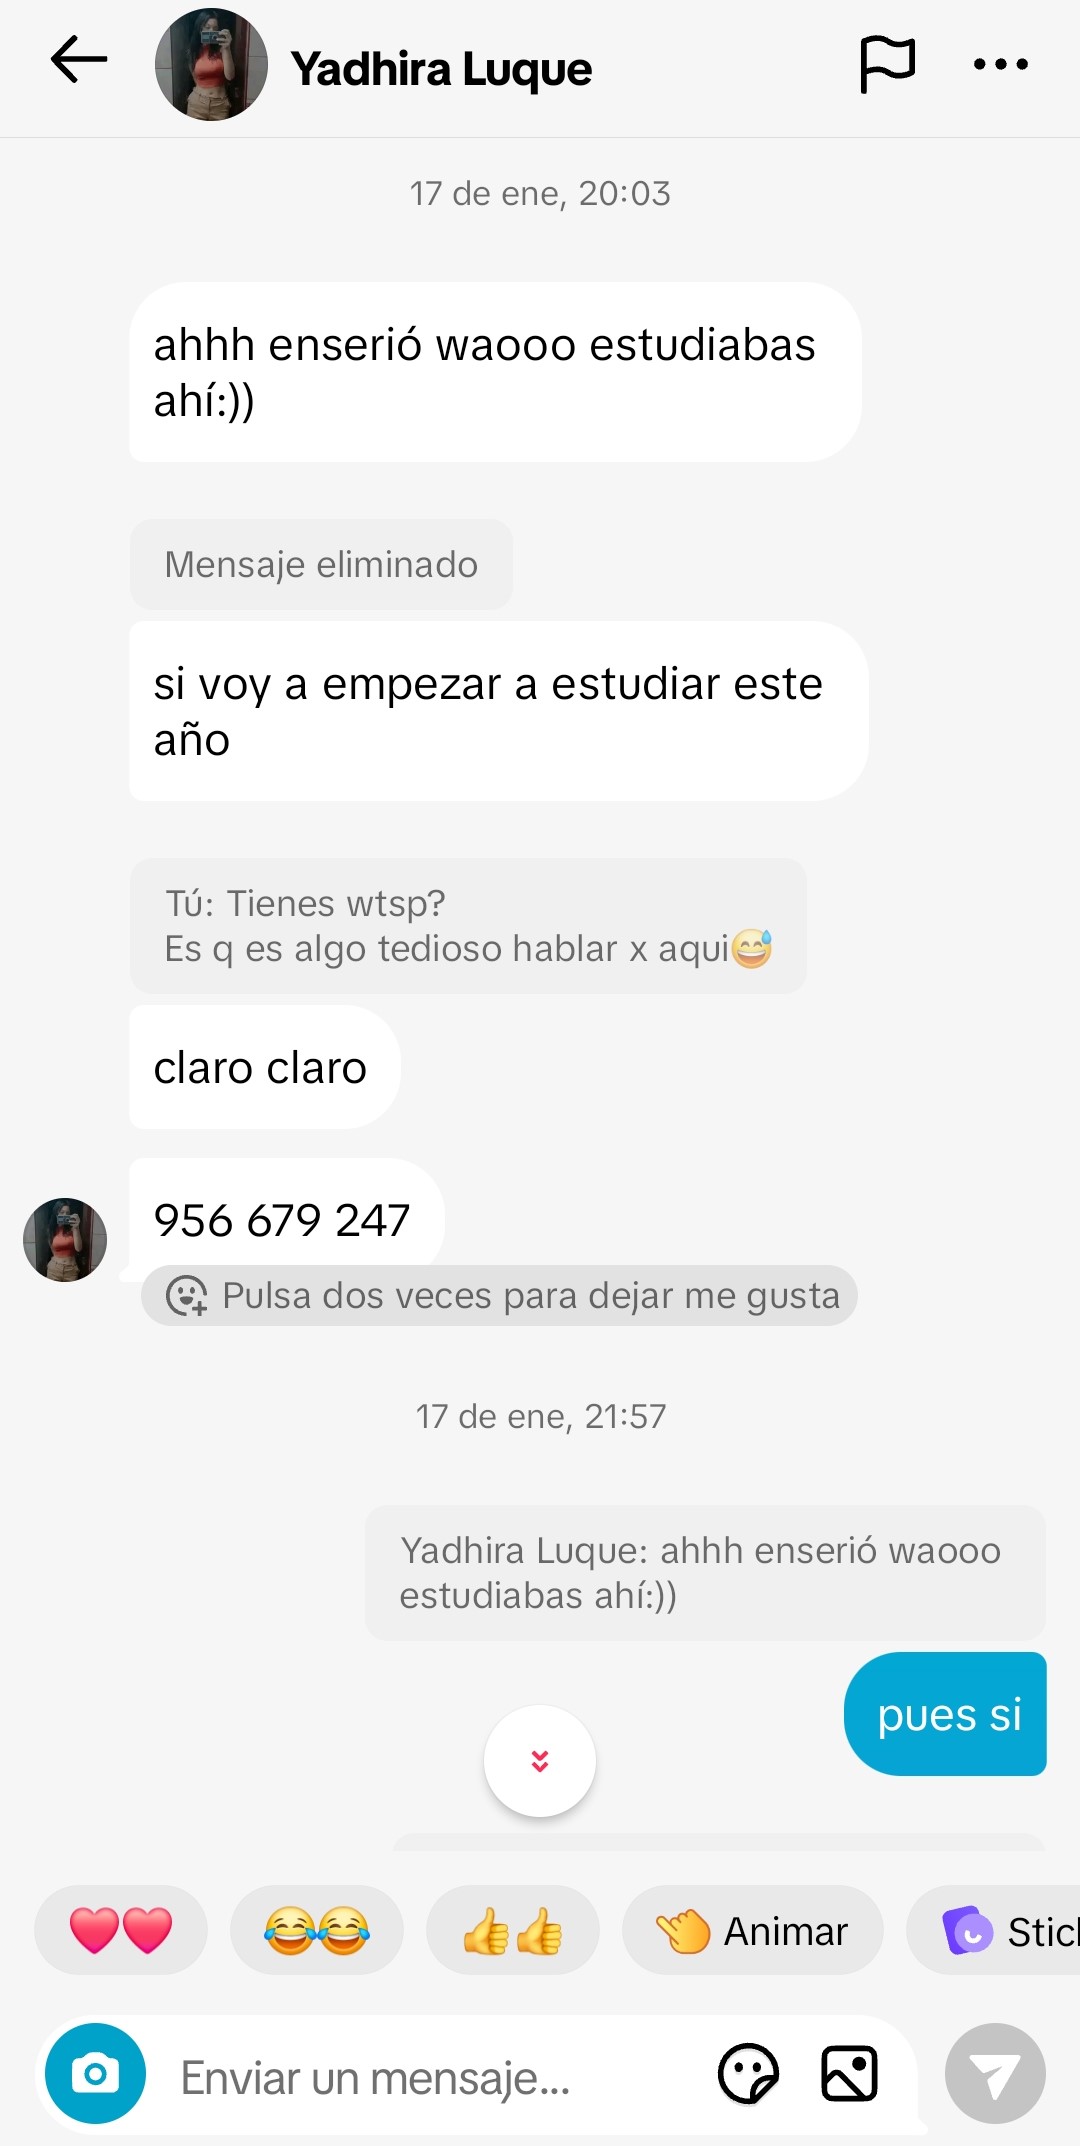 Yadhira Luque
17 de ene, 20:03
ahhh enserió waooo estudiabas
ahí:))
Mensaje eliminado
si voy a empezar a estudiar este
año
Tú: Tienes wtsp?
Es q es algo tedioso hablar x aqui😅
claro claro
956 679 247
Pulsa dos veces para dejar me gusta
17 de ene, 21:57
Yadhira Luque: ahhh enserió waooo
estudiabas ahí:))
pues si
❤️❤️ 😂😂 👍👍 👈 Animar Stic
Enviar un mensaje...